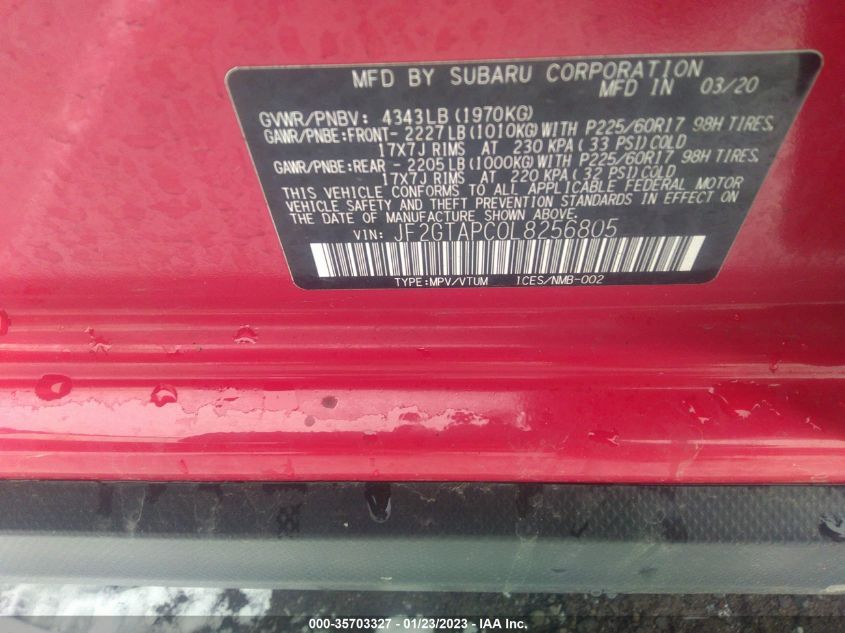 MFD BY SUBARU CORPORATION
MFD IN 03/20
GVWR/PNBV: 4343LB (1970KG)
GAWR/PNBE:FRONT- 2227LB (1010KG) WITH P225/60R17 98H TIRES,
17X7J RIMS AT 230 KPA ( 33 PSI) COLD
GAWR/PNBE:REAR - 2205LB (1000KG) WITH P225/60R17 98H TIRES,
17X7J RIMS AT 220 KPA ( 32 PSI) COLD
THIS VEHICLE CONFORMS TO ALL APPLICABLE FEDERAL MOTOR
VEHICLE SAFETY AND THEFT PREVENTION STANDARDS IN EFFECT ON
THE DATE OF MANUFACTURE SHOWN ABOVE.
VIN: JF2GTAPC0L8256805
TYPE:MPV/VTUM ICES/NMB-002
000-35703327 - 01/23/2023 - IAA Inc.